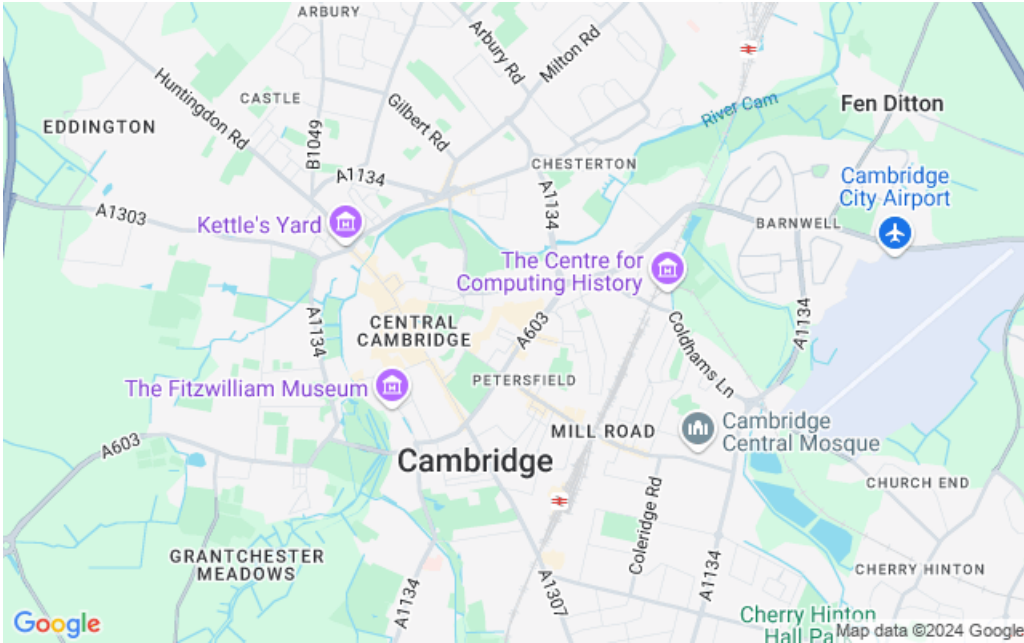 ARBURY
Arbury Rd
Milton Rd
Huntingdon Rd
CASTLE
Gilbert Rd
River Cam
Fen Ditton
EDDINGTON
B1049
A1134
CHESTERTON
A1134
Cambridge
City Airport
A1303
Kettle's Yard
BARNWELL
The Centre for
Computing History
A1134
CENTRAL
CAMBRIDGE
A603
Coldhams Ln
A1134
The Fitzwilliam Museum
PETERSFIELD
A603
MILL ROAD
Cambridge
Central Mosque
Cambridge
CHURCH END
Coleridge Rd
GRANTCHESTER
MEADOWS
A1134
A1307
A1134
CHERRY HINTON
Cherry Hinton
Hall Pa
Google
Map data ©2024 Google